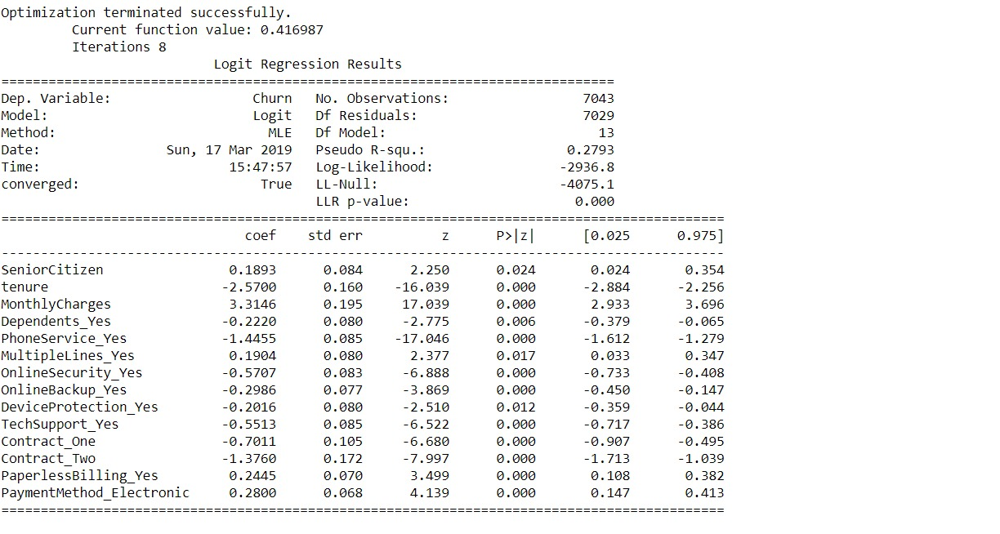 Optimization terminated successfully.
         Current function value: 0.416987
         Iterations 8
                           Logit Regression Results
==============================================================================
Dep. Variable:                  Churn   No. Observations:                 7043
Model:                          Logit   Df Residuals:                     7029
Method:                           MLE   Df Model:                           13
Date:                Sun, 17 Mar 2019   Pseudo R-squ.:                  0.2793
Time:                        15:47:57   Log-Likelihood:                -2936.8
converged:                       True   LL-Null:                       -4075.1
                                        LLR p-value:                     0.000
============================================================================================
                               coef    std err          z      P>|z|      [0.025      0.975]
--------------------------------------------------------------------------------------------
SeniorCitizen                0.1893      0.084      2.250      0.024       0.024       0.354
tenure                      -2.5700      0.160    -16.039      0.000      -2.884      -2.256
MonthlyCharges               3.3146      0.195     17.039      0.000       2.933       3.696
Dependents_Yes              -0.2220      0.080     -2.775      0.006      -0.379      -0.065
PhoneService_Yes            -1.4455      0.085    -17.046      0.000      -1.612      -1.279
MultipleLines_Yes            0.1904      0.080      2.377      0.017       0.033       0.347
OnlineSecurity_Yes          -0.5707      0.083     -6.888      0.000      -0.733      -0.408
OnlineBackup_Yes            -0.2986      0.077     -3.869      0.000      -0.450      -0.147
DeviceProtection_Yes        -0.2016      0.080     -2.510      0.012      -0.359      -0.044
TechSupport_Yes             -0.5513      0.085     -6.522      0.000      -0.717      -0.386
Contract_One                -0.7011      0.105     -6.680      0.000      -0.907      -0.495
Contract_Two                -1.3760      0.172     -7.997      0.000      -1.713      -1.039
PaperlessBilling_Yes         0.2445      0.070      3.499      0.000       0.108       0.382
PaymentMethod_Electronic     0.2800      0.068      4.139      0.000       0.147       0.413
============================================================================================